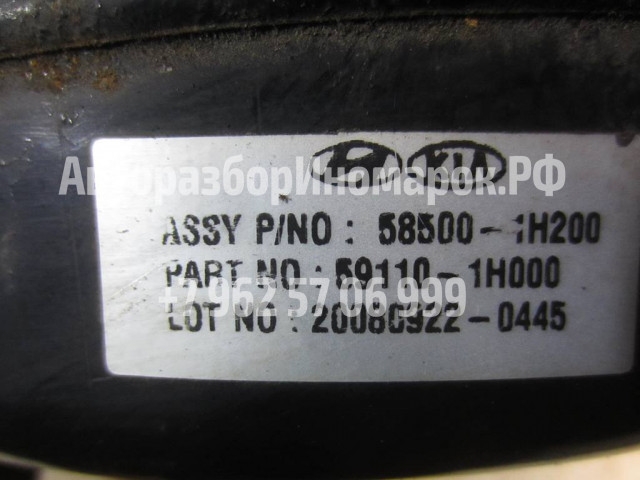 KIA
АвторазборИномарок.РФ
ASSY P/NO : 58500-1H200
PART NO : 59110-1H000
+7 962 57 06 999
LOT NO : 20080922-0445